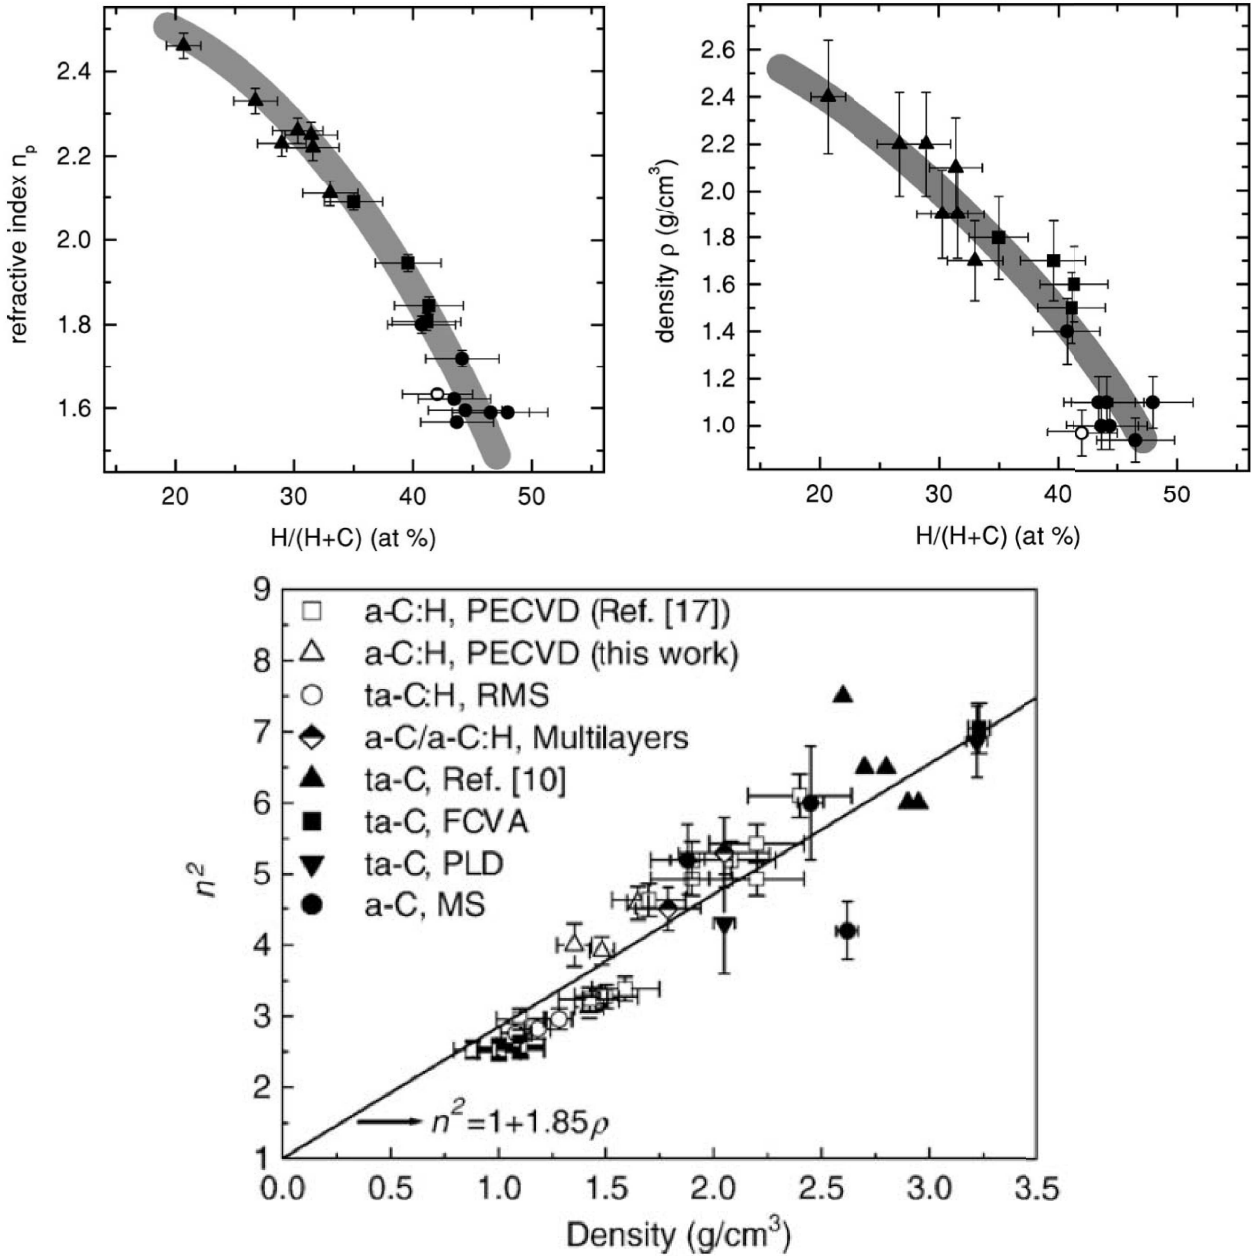 refractive index n_p
2.4
2.2
2.0
1.8
1.6
20 30 40 50
H/(H+C) (at %)
density ρ (g/cm³)
2.6
2.4
2.2
2.0
1.8
1.6
1.4
1.2
1.0
20 30 40 50
H/(H+C) (at %)
n²
9
8
7
6
5
4
3
2
1
a-C:H, PECVD (Ref. [17])
a-C:H, PECVD (this work)
ta-C:H, RMS
a-C/a-C:H, Multilayers
ta-C, Ref. [10]
ta-C, FCVA
ta-C, PLD
a-C, MS
n²=1+1.85ρ
0.0 0.5 1.0 1.5 2.0 2.5 3.0 3.5
Density (g/cm³)